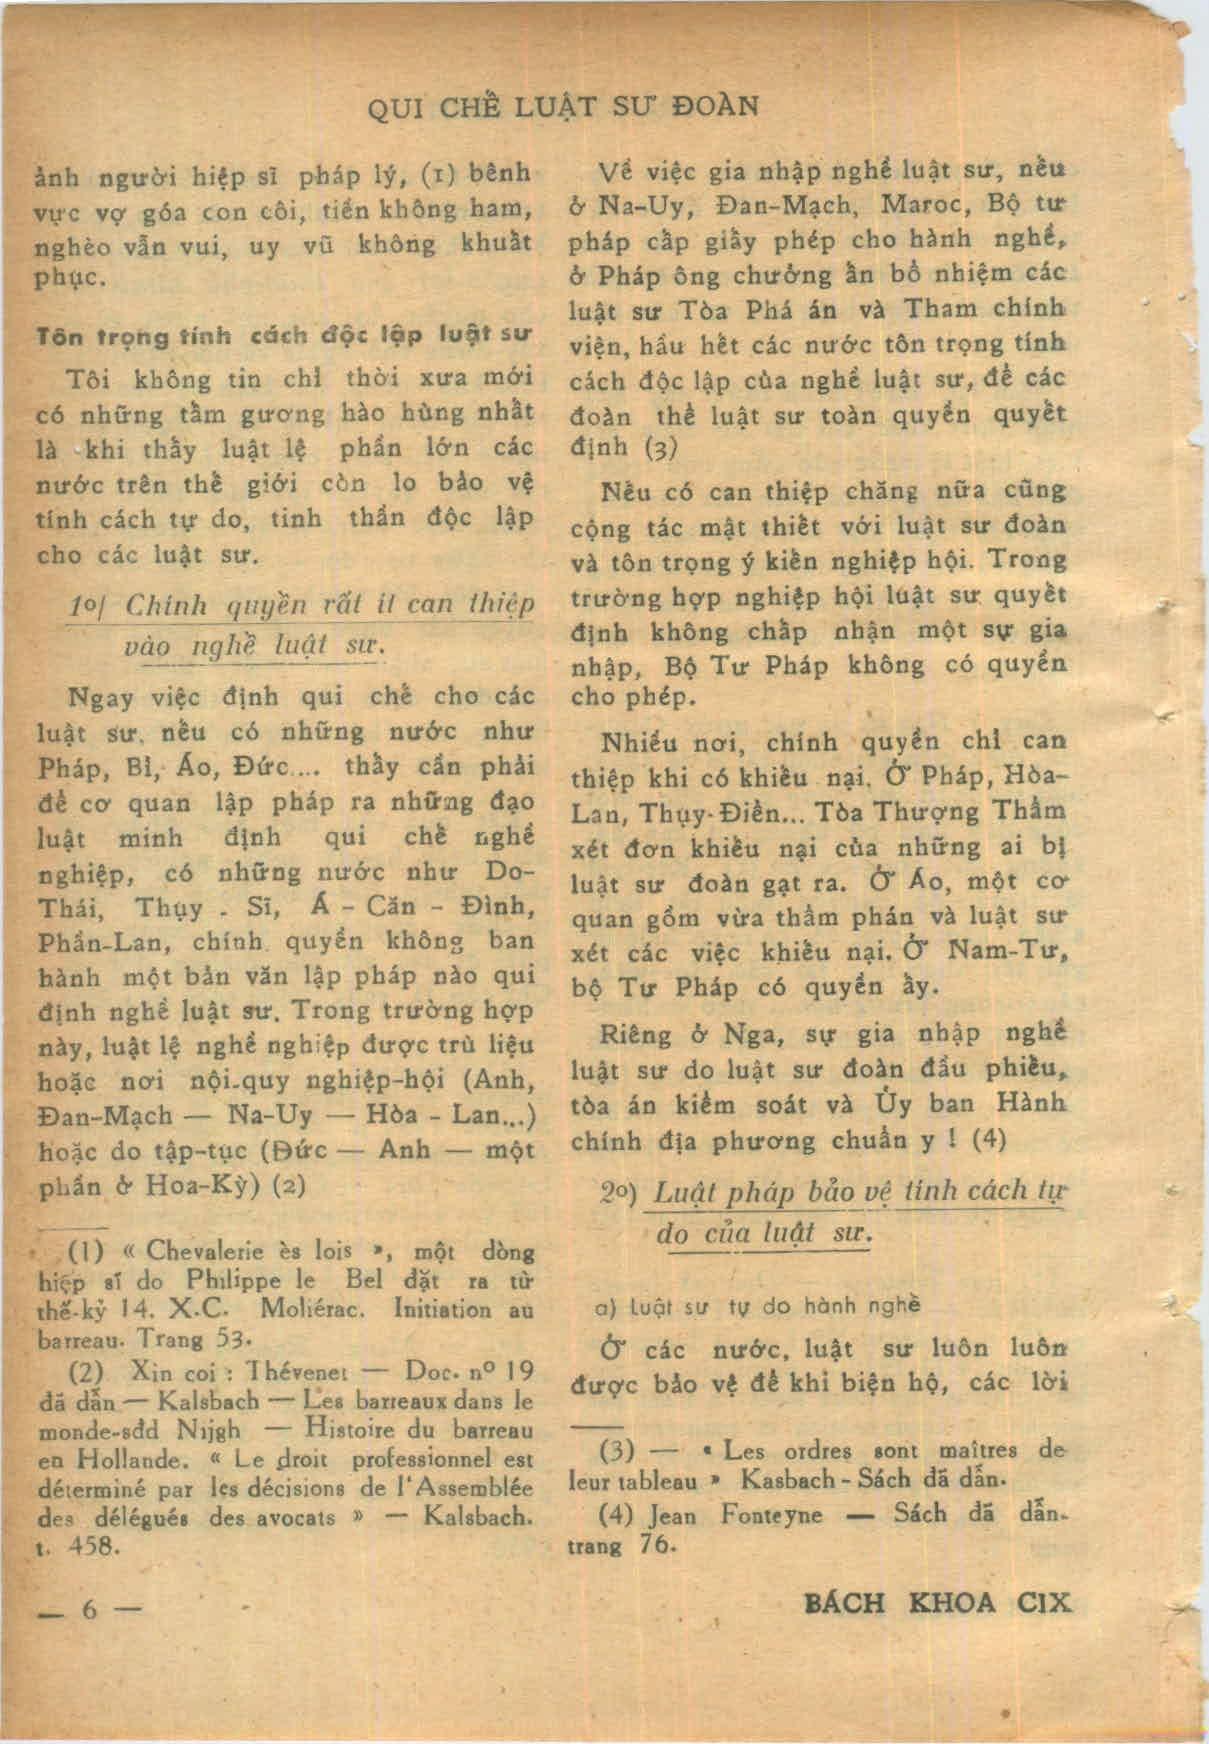 QUI CHẾ LUẬT SƯ ĐOÀN
ảnh người hiệp sĩ pháp lý, (1) bênh
vực vợ góa con côi, tiền không ham,
nghèo vẫn vui, uy vũ không khuất
phục.
Tôn trọng tính cách độc lập luật sư
Tôi không tin chỉ thời xưa mới
có những tấm gương hào hùng nhất
là khi thấy luật lệ phần lớn các
nước trên thế giới còn lo bảo vệ
tính cách tự do, tinh thần độc lập
cho các luật sư.
1o/ Chính quyền rất ít can thiệp
vào nghề luật sư.
Ngay việc định qui chế cho các
luật sư, nếu có những nước như
Pháp, Bỉ, Áo, Đức.... thấy cần phải
để cơ quan lập pháp ra những đạo
luật minh định qui chế nghề
nghiệp, có những nước như Do-
Thái, Thụy - Sĩ, Á - Căn - Đình,
Phần-Lan, chính quyền không ban
hành một bản văn lập pháp nào qui
định nghề luật sư. Trong trường hợp
này, luật lệ nghề nghiệp được trù liệu
hoặc nơi nội-quy nghiệp-hội (Anh,
Đan-Mạch — Na-Uy — Hòa - Lan...)
hoặc do tập-tục (Đức — Anh — một
phần ở Hoa-Kỳ) (2)
(1) « Chevalerie ès lois », một dòng
hiệp sĩ do Philippe le Bel đặt ra từ
thế-kỷ 14. X.C. Moliérac. Initiation au
barreau. Trang 53.
(2) Xin coi : Thévenet — Doc. nº 19
đã dẫn — Kalsbach — Les barreaux dans le
monde-sđd Nijgh — Histoire du barreau
en Hollande. « Le droit professionnel est
déterminé par les décisions de l'Assemblée
des délégués des avocats » — Kalsbach.
t. 458.
— 6 —
Về việc gia nhập nghề luật sư, nếu
ở Na-Uy, Đan-Mạch, Maroc, Bộ tư
pháp cấp giấy phép cho hành nghề,
ở Pháp ông chưởng ấn bổ nhiệm các
luật sư Tòa Phá án và Tham chính
viện, hầu hết các nước tôn trọng tính
cách độc lập của nghề luật sư, để các
đoàn thể luật sư toàn quyền quyết
định (3)
Nếu có can thiệp chăng nữa cũng
cộng tác mật thiết với luật sư đoàn
và tôn trọng ý kiến nghiệp hội. Trong
trường hợp nghiệp hội luật sư quyết
định không chấp nhận một sự gia
nhập, Bộ Tư Pháp không có quyền
cho phép.
Nhiều nơi, chính quyền chỉ can
thiệp khi có khiếu nại. Ở Pháp, Hòa-
Lan, Thụy-Điển... Tòa Thượng Thẩm
xét đơn khiếu nại của những ai bị
luật sư đoàn gạt ra. Ở Áo, một cơ
quan gồm vừa thẩm phán và luật sư
xét các việc khiếu nại. Ở Nam-Tư,
bộ Tư Pháp có quyền ấy.
Riêng ở Nga, sự gia nhập nghề
luật sư do luật sư đoàn đầu phiếu,
tòa án kiểm soát và Ủy ban Hành
chính địa phương chuẩn y ! (4)
2o) Luật pháp bảo vệ tính cách tự
do của luật sư.
a) Luật sư tự do hành nghề
Ở các nước, luật sư luôn luôn
được bảo vệ để khi biện hộ, các lời
(3) — « Les ordres sont maîtres de
leur tableau » Kasbach - Sách đã dẫn.
(4) Jean Fonteyne — Sách đã dẫn-
trang 76.
BÁCH KHOA CIX